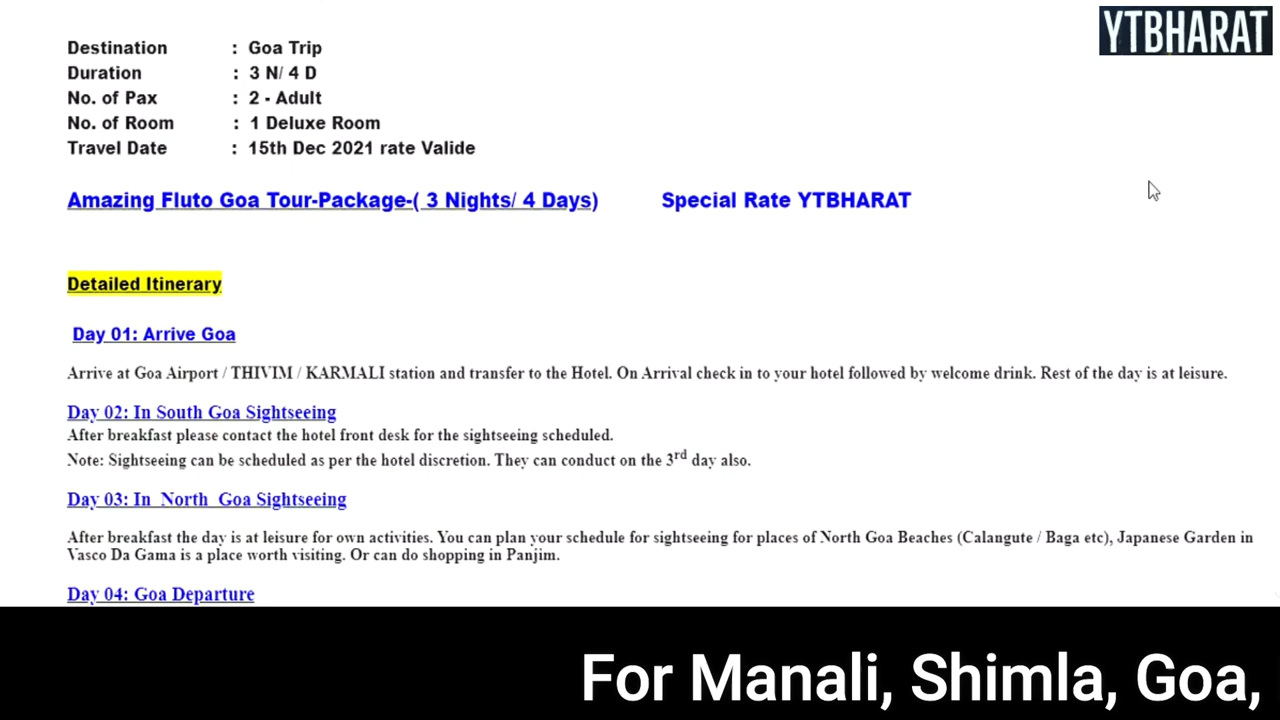 YTBHARAT
Destination : Goa Trip
Duration : 3 N/ 4 D
No. of Pax : 2 - Adult
No. of Room : 1 Deluxe Room
Travel Date : 15th Dec 2021 rate Valide
Amazing Fluto Goa Tour-Package-( 3 Nights/ 4 Days) Special Rate YTBHARAT
Detailed Itinerary
Day 01: Arrive Goa
Arrive at Goa Airport / THIVIM / KARMALI station and transfer to the Hotel. On Arrival check in to your hotel followed by welcome drink. Rest of the day is at leisure.
Day 02: In South Goa Sightseeing
After breakfast please contact the hotel front desk for the sightseeing scheduled.
Note: Sightseeing can be scheduled as per the hotel discretion. They can conduct on the 3rd day also.
Day 03: In North Goa Sightseeing
After breakfast the day is at leisure for own activities. You can plan your schedule for sightseeing for places of North Goa Beaches (Calangute / Baga etc), Japanese Garden in
Vasco Da Gama is a place worth visiting. Or can do shopping in Panjim.
Day 04: Goa Departure
For Manali, Shimla, Goa,